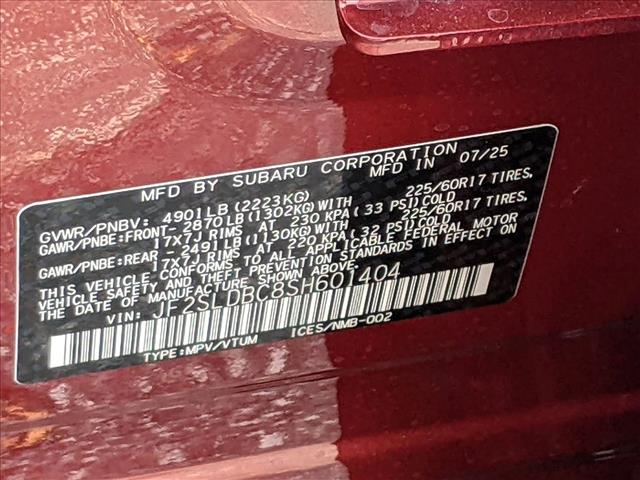 MFD BY SUBARU CORPORATION
MFD IN 07/25
GVWR/PNBV: 4901LB(2223KG)
GAWR/PNBE:FRONT- 2870LB(1302KG)WITH 225/60R17 TIRES,
17X7J RIMS AT 230 KPA(33 PSI)COLD
GAWR/PNBE:REAR - 2491LB(1130KG)WITH 225/60R17 TIRES,
17X7J RIMS AT 220 KPA(32 PSI)COLD
THIS VEHICLE CONFORMS TO ALL APPLICABLE FEDERAL MOTOR
VEHICLE SAFETY AND THEFT PREVENTION STANDARDS IN EFFECT ON
THE DATE OF MANUFACTURE SHOWN ABOVE.
VIN: JF2SLDBC8SH601404
TYPE:MPV/VTUM ICES/NMB-002